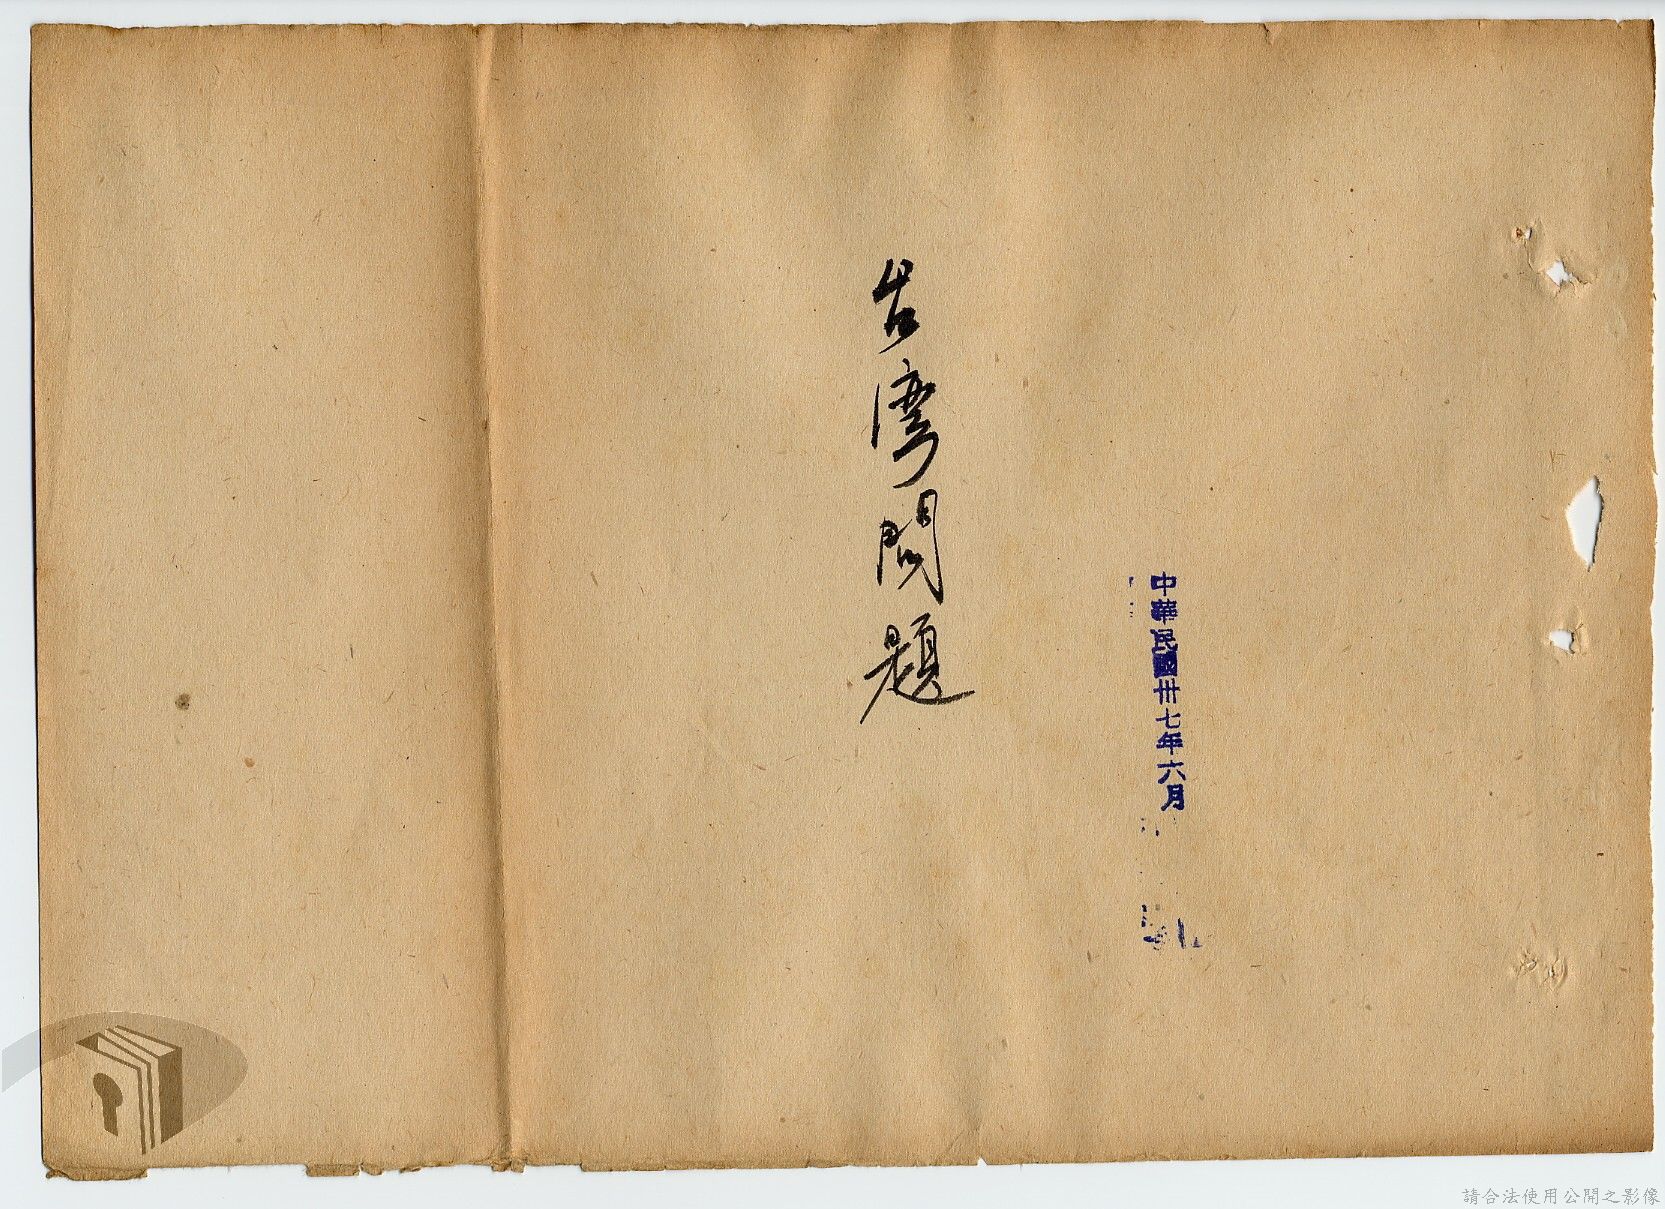 中華民國卅七年六月
台湾問題
請合法使用公開之影像